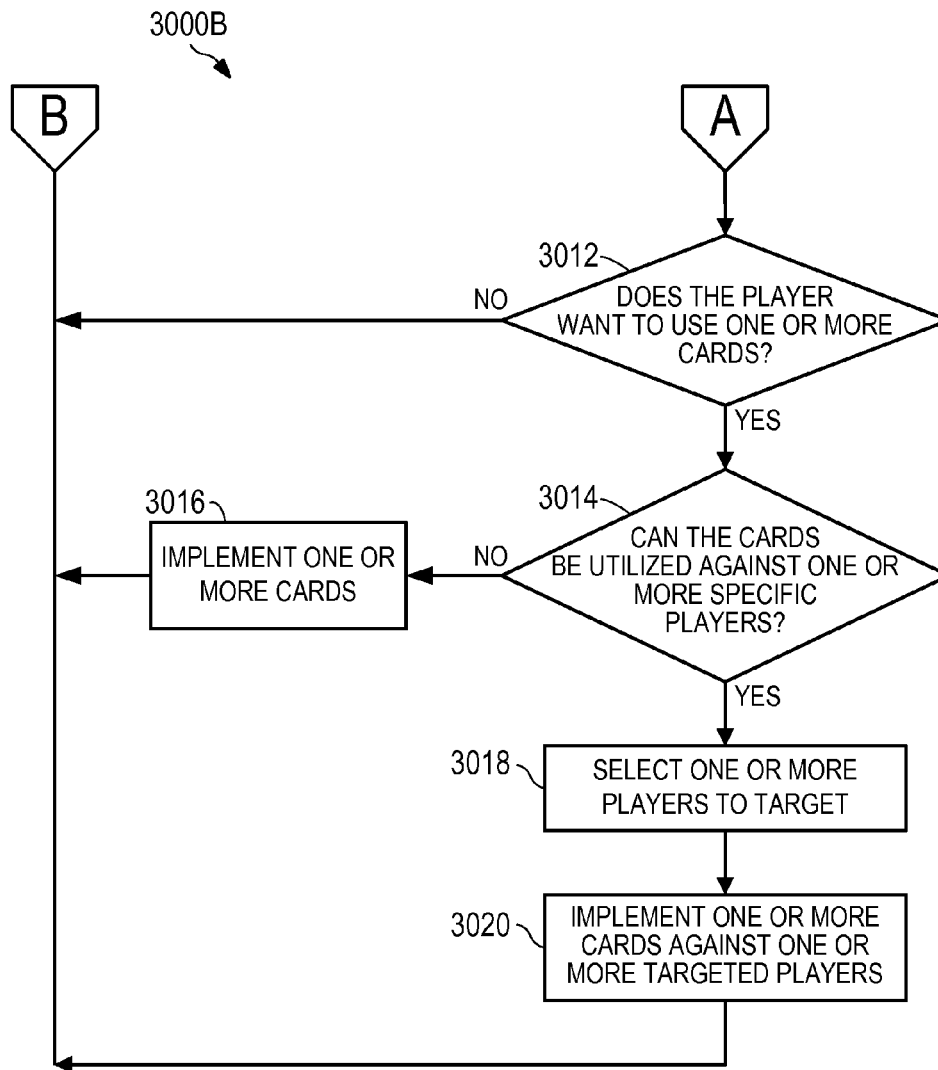 3000B
B
A
3012
NO
DOES THE PLAYER
WANT TO USE ONE OR MORE
CARDS?
YES
3016
IMPLEMENT ONE OR
MORE CARDS
3014
NO
CAN THE CARDS
BE UTILIZED AGAINST ONE OR
MORE SPECIFIC
PLAYERS?
YES
3018
SELECT ONE OR MORE
PLAYERS TO TARGET
3020
IMPLEMENT ONE OR MORE
CARDS AGAINST ONE OR
MORE TARGETED PLAYERS